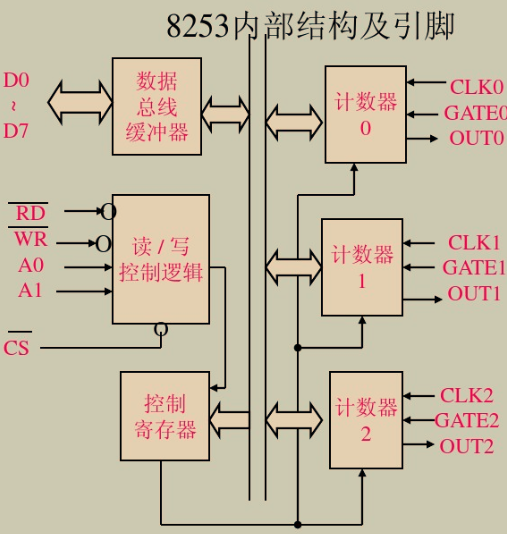 8253内部结构及引脚
D0
~
D7
数据
总线
缓冲器
计数器
0
CLK0
GATE0
OUT0
RD
WR
A0
A1
CS
读 / 写
控制逻辑
计数器
1
CLK1
GATE1
OUT1
控制
寄存器
计数器
2
CLK2
GATE2
OUT2